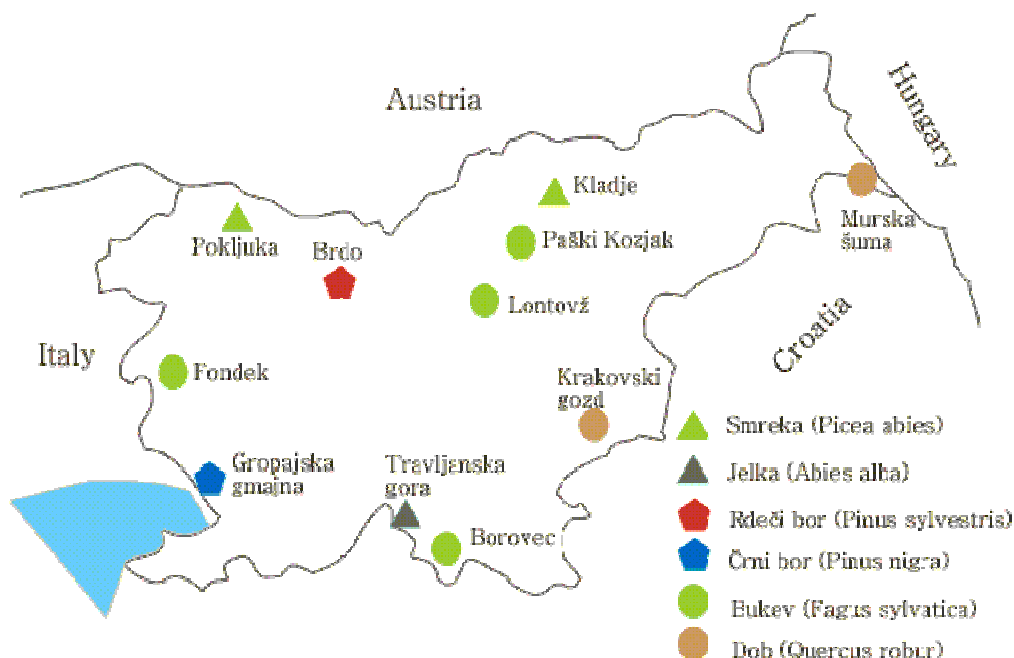 Austria
Hungary
Kladje
Pokljuka
Murska
šuma
Paški Kozjak
Brdo
Lontovž
Croatia
Italy
Fondek
Krakovski
gozd
Gropajska
gmajna
Travljanska
gora
Borovec
Smreka (Picea abies)
Jelka (Abies alba)
Rdeči bor (Pinus sylvestris)
Črni bor (Pinus nigra)
Bukev (Fagus sylvatica)
Dob (Quercus robur)